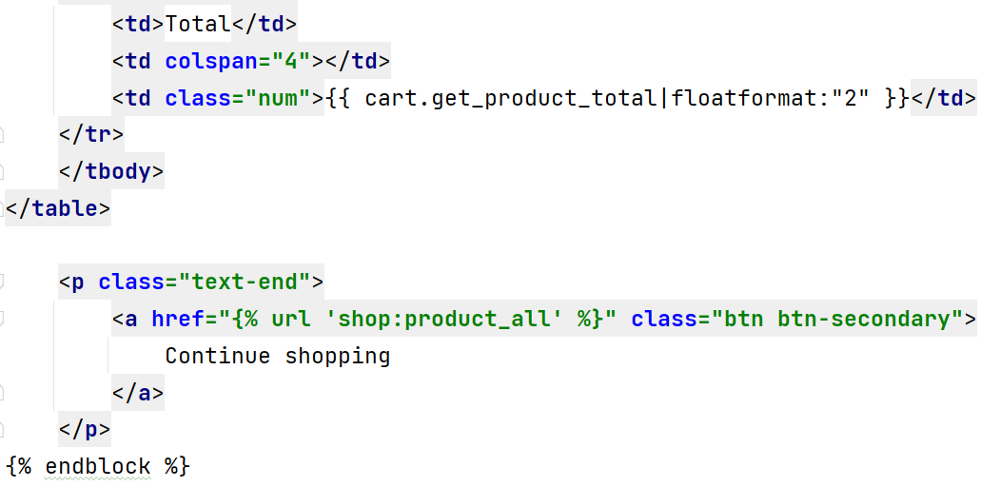 <td>Total</td>
<td colspan="4"></td>
<td class="num">{{ cart.get_product_total|floatformat:"2" }}</td>
</tr>
</tbody>
</table>
<p class="text-end">
<a href="{% url 'shop:product_all' %}" class="btn btn-secondary">
Continue shopping
</a>
</p>
{% endblock %}